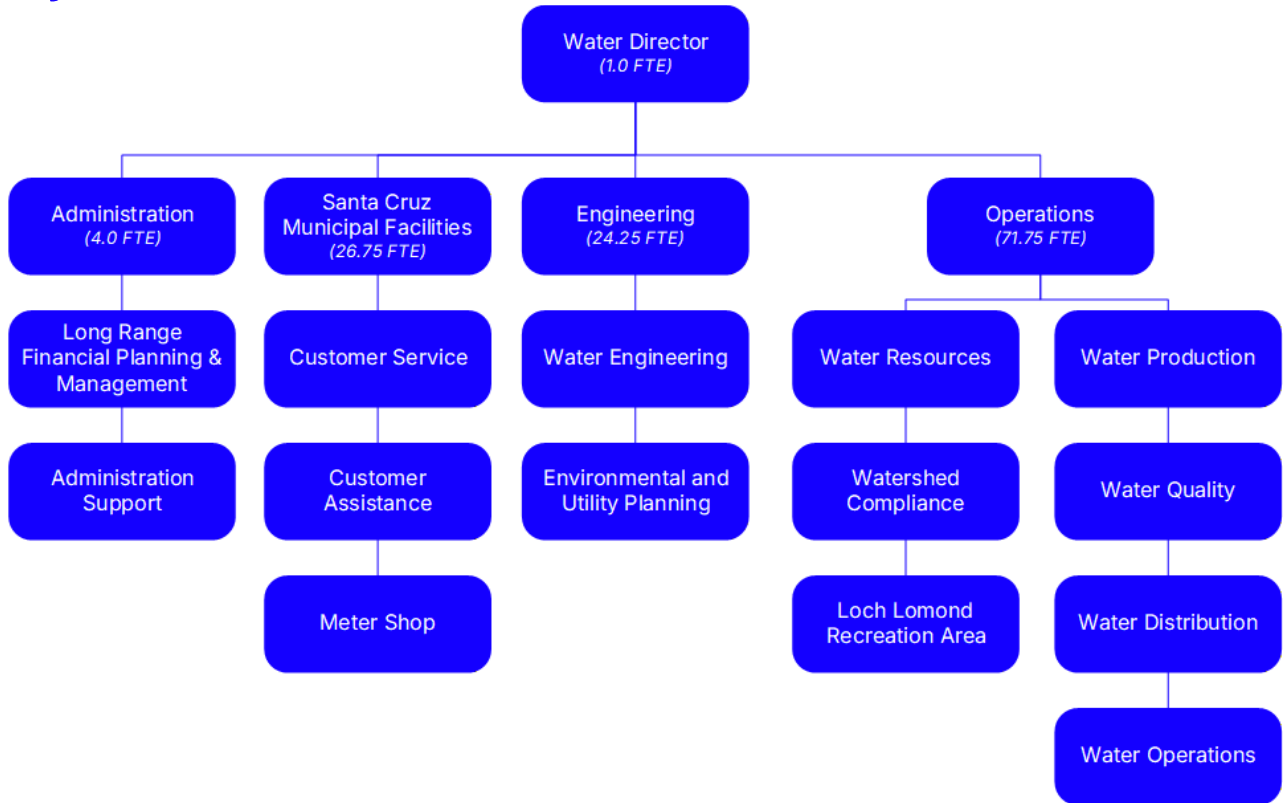 Water Director
(1.0 FTE)
Administration
(4.0 FTE)
Santa Cruz
Municipal Facilities
(26.75 FTE)
Engineering
(24.25 FTE)
Operations
(71.75 FTE)
Long Range
Financial Planning &
Management
Customer Service
Water Engineering
Water Resources
Water Production
Administration
Support
Customer
Assistance
Environmental and
Utility Planning
Watershed
Compliance
Water Quality
Meter Shop
Loch Lomond
Recreation Area
Water Distribution
Water Operations